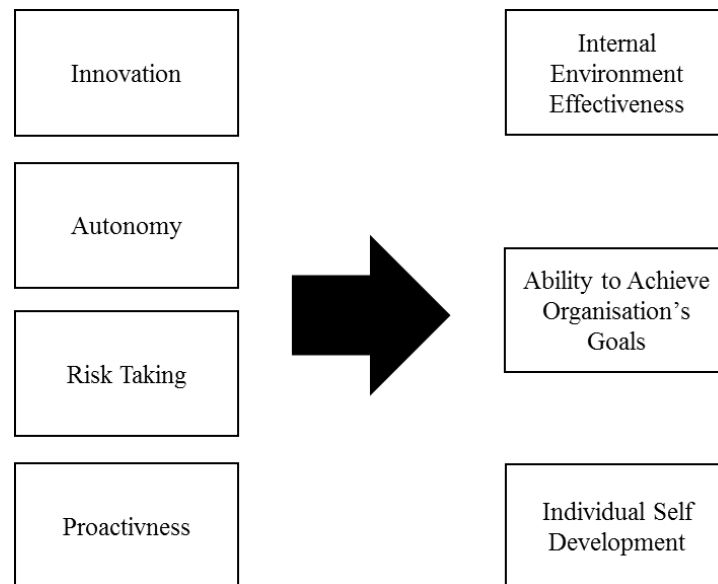 Innovation
Autonomy
Risk Taking
Proactivness
Internal
Environment
Effectiveness
Ability to Achieve
Organisation’s
Goals
Individual Self
Development